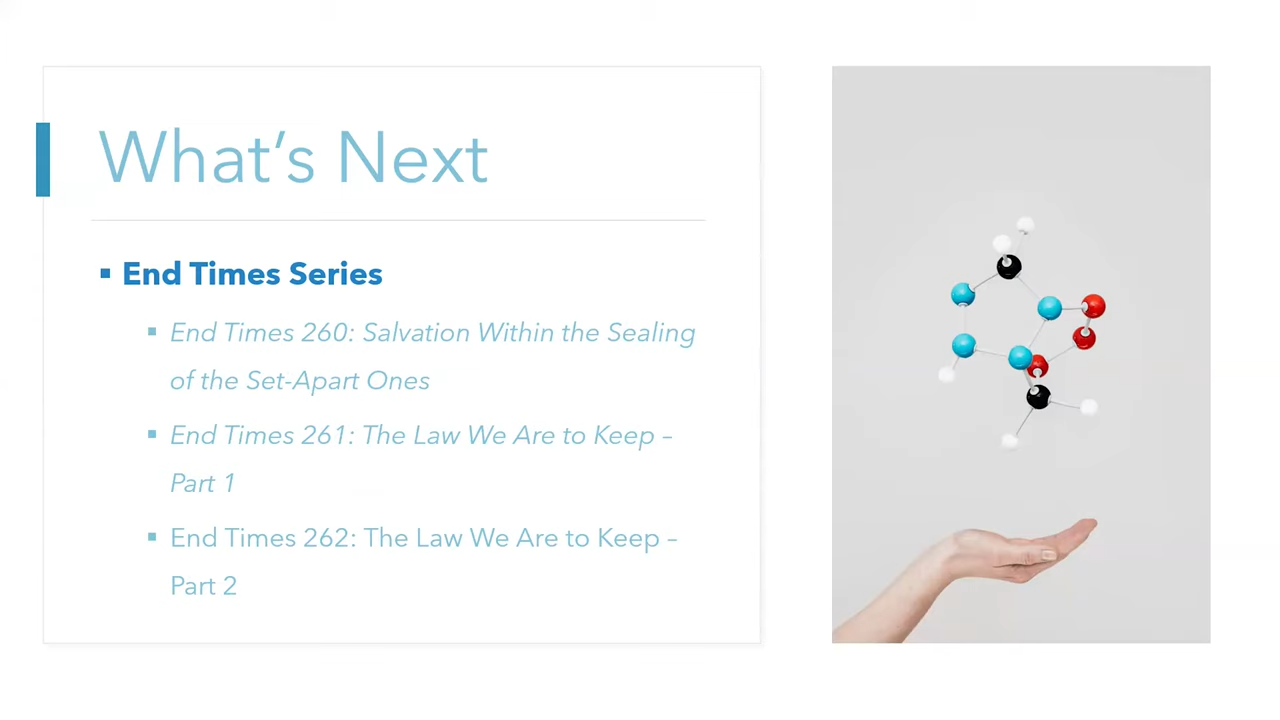 What's Next
▪ End Times Series
▪ End Times 260: Salvation Within the Sealing
of the Set-Apart Ones
▪ End Times 261: The Law We Are to Keep –
Part 1
▪ End Times 262: The Law We Are to Keep –
Part 2